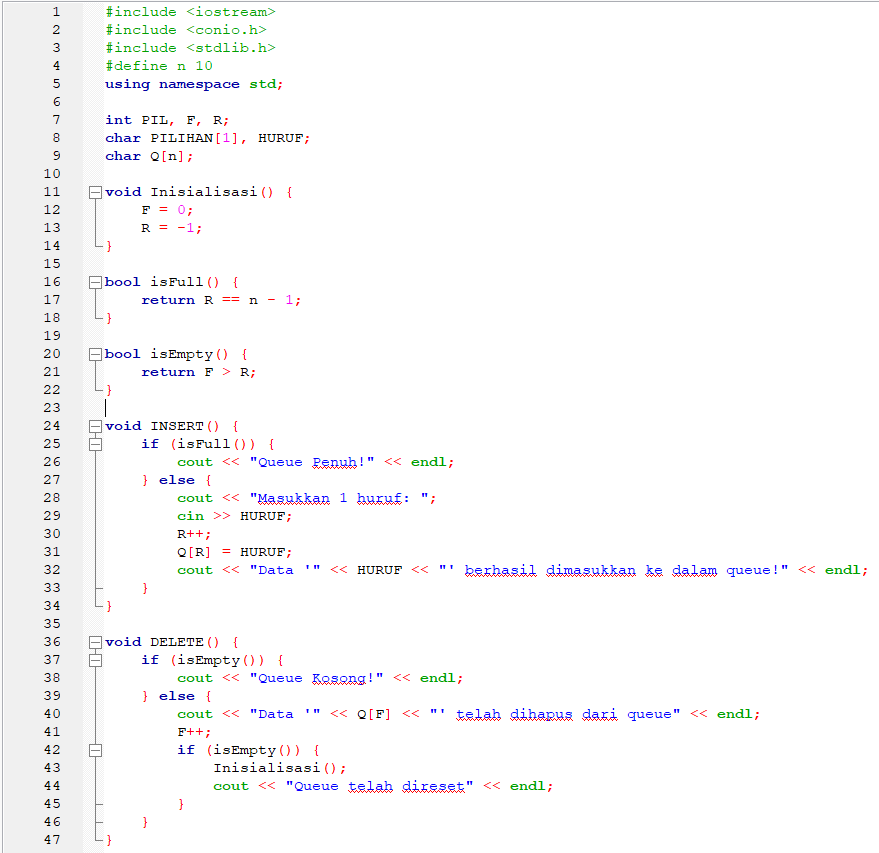 1 #include <iostream>
2 #include <conio.h>
3 #include <stdlib.h>
4 #define n 10
5 using namespace std;
6
7 int PIL, F, R;
8 char PILIHAN[1], HURUF;
9 char Q[n];
10
11 void Inisialisasi() {
12     F = 0;
13     R = -1;
14 }
15
16 bool isFull() {
17     return R == n - 1;
18 }
19
20 bool isEmpty() {
21     return F > R;
22 }
23
24 void INSERT() {
25     if (isFull()) {
26         cout << "Queue Penuh!" << endl;
27     } else {
28         cout << "Masukkan 1 huruf: ";
29         cin >> HURUF;
30         R++;
31         Q[R] = HURUF;
32         cout << "Data '" << HURUF << "' berhasil dimasukkan ke dalam queue!" << endl;
33     }
34 }
35
36 void DELETE() {
37     if (isEmpty()) {
38         cout << "Queue Kosong!" << endl;
39     } else {
40         cout << "Data '" << Q[F] << "' telah dihapus dari queue" << endl;
41         F++;
42         if (isEmpty()) {
43             Inisialisasi();
44             cout << "Queue telah direset" << endl;
45         }
46     }
47 }